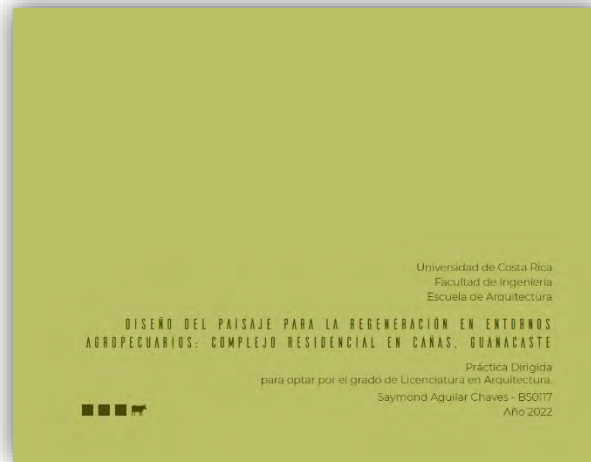 Universidad de Costa Rica
Facultad de Ingeniería
Escuela de Arquitectura
DISEÑO DEL PAISAJE PARA LA REGENERACIÓN EN ENTORNOS
AGROPECUARIOS: COMPLEJO RESIDENCIAL EN CAÑAS, GUANACASTE
Práctica Dirigida
para optar por el grado de Licenciatura en Arquitectura.
Saymond Aguilar Chaves - B50117
Año 2022